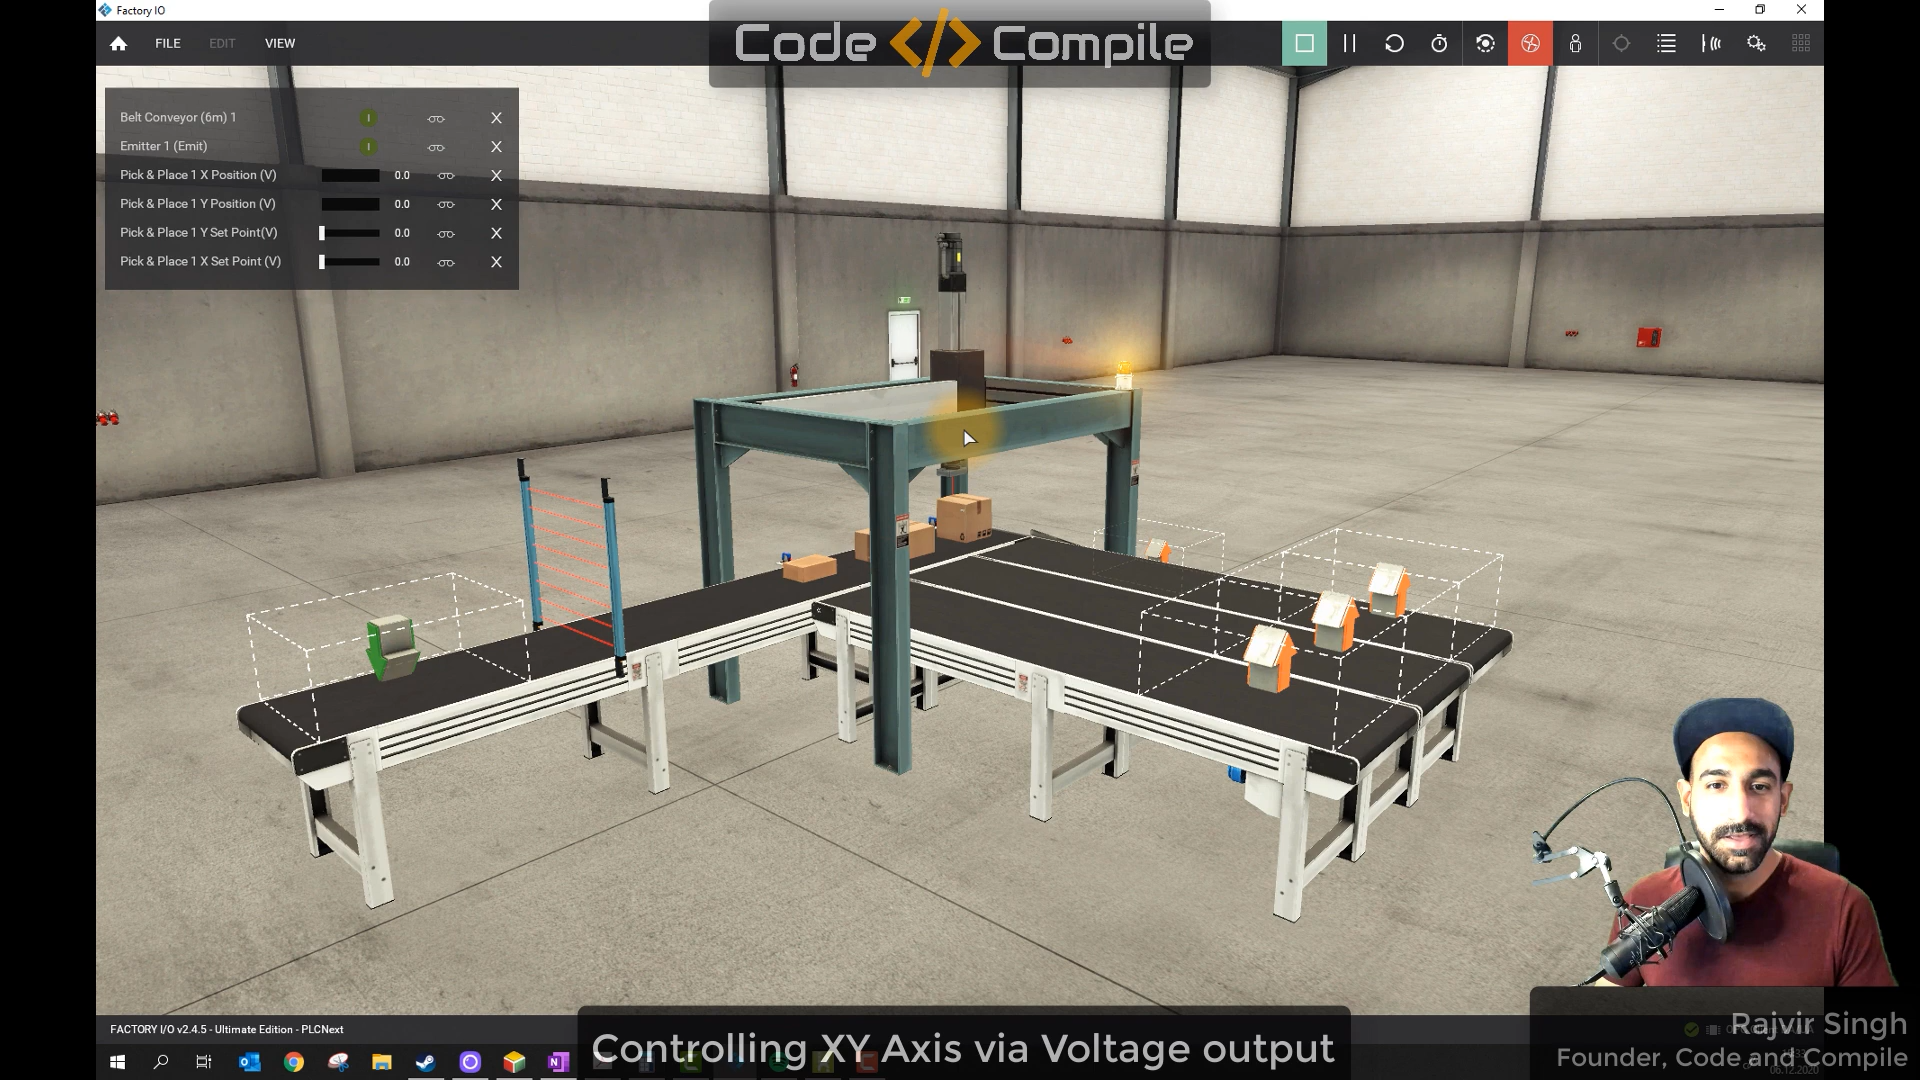 Factory IO
FILE EDIT VIEW
Code </> Compile
Belt Conveyor (6m) 1 X
Emitter 1 (Emit) X
Pick & Place 1 X Position (V) 0.0 X
Pick & Place 1 Y Position (V) 0.0 X
Pick & Place 1 Y Set Point(V) 0.0 X
Pick & Place 1 X Set Point (V) 0.0 X
FACTORY I/O v2.4.5 - Ultimate Edition - PLCNext
Controlling XY Axis via Voltage output
Rajvir Singh
Founder, Code and Compile
06.12.2020